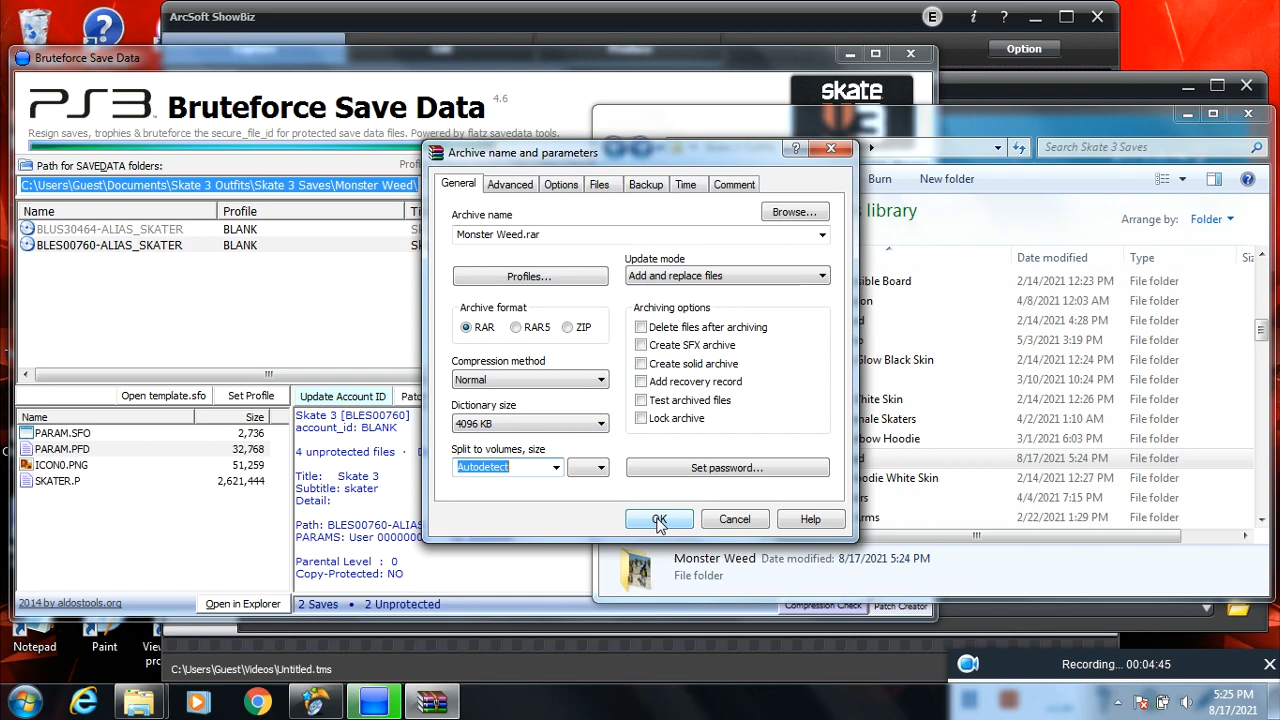 ArcSoft ShowBiz
E
i
?
Option
Bruteforce Save Data
PS3 Bruteforce Save Data 4.6
Resign saves, trophies & bruteforce the secure_file_id for protected save data files. Powered by flatz savedata tools.
skate
3
Path for SAVEDATA folders:
C:\Users\Guest\Documents\Skate 3 Outfits\Skate 3 Saves\Monster Weed\
Name
Profile
BLUS30464-ALIAS_SKATER
BLANK
BLES00760-ALIAS_SKATER
BLANK
Open template.sfo
Set Profile
Update Account ID
Name
Size
PARAM.SFO
2,736
PARAM.PFD
32,768
ICON0.PNG
51,259
SKATER.P
2,621,444
Skate 3 [BLES00760]
account_id: BLANK
4 unprotected files
Title: Skate 3
Subtitle: skater
Detail:
Path: BLES00760-ALIAS
PARAMS: User 0000000
Parental Level : 0
Copy-Protected: NO
2014 by aldostools.org
Open in Explorer
2 Saves • 2 Unprotected
Compression Check
Patch Creator
Archive name and parameters
General
Advanced
Options
Files
Backup
Time
Comment
Archive name
Browse...
Monster Weed.rar
Update mode
Profiles...
Add and replace files
Archive format
RAR
RAR5
ZIP
Archiving options
Delete files after archiving
Create SFX archive
Create solid archive
Add recovery record
Test archived files
Lock archive
Compression method
Normal
Dictionary size
4096 KB
Split to volumes, size
Autodetect
Set password...
OK
Cancel
Help
Search Skate 3 Saves
Burn
New folder
library
Arrange by: Folder
Date modified
Type
2/14/2021 12:23 PM
File folder
4/8/2021 12:03 AM
File folder
2/14/2021 4:28 PM
File folder
5/3/2021 3:19 PM
File folder
Glow Black Skin
2/14/2021 12:24 PM
File folder
3/10/2021 10:24 PM
File folder
White Skin
2/14/2021 12:28 PM
File folder
4/2/2021 1:10 AM
File folder
3/1/2021 6:03 PM
File folder
8/17/2021 5:24 PM
File folder
2/14/2021 12:27 PM
File folder
4/4/2021 7:15 PM
File folder
2/22/2021 1:29 PM
File folder
Monster Weed Date modified: 8/17/2021 5:24 PM
File folder
Notepad
Paint
C:\Users\Guest\Videos\Untitled.tms
Recording... 00:04:45
5:25 PM
8/17/2021